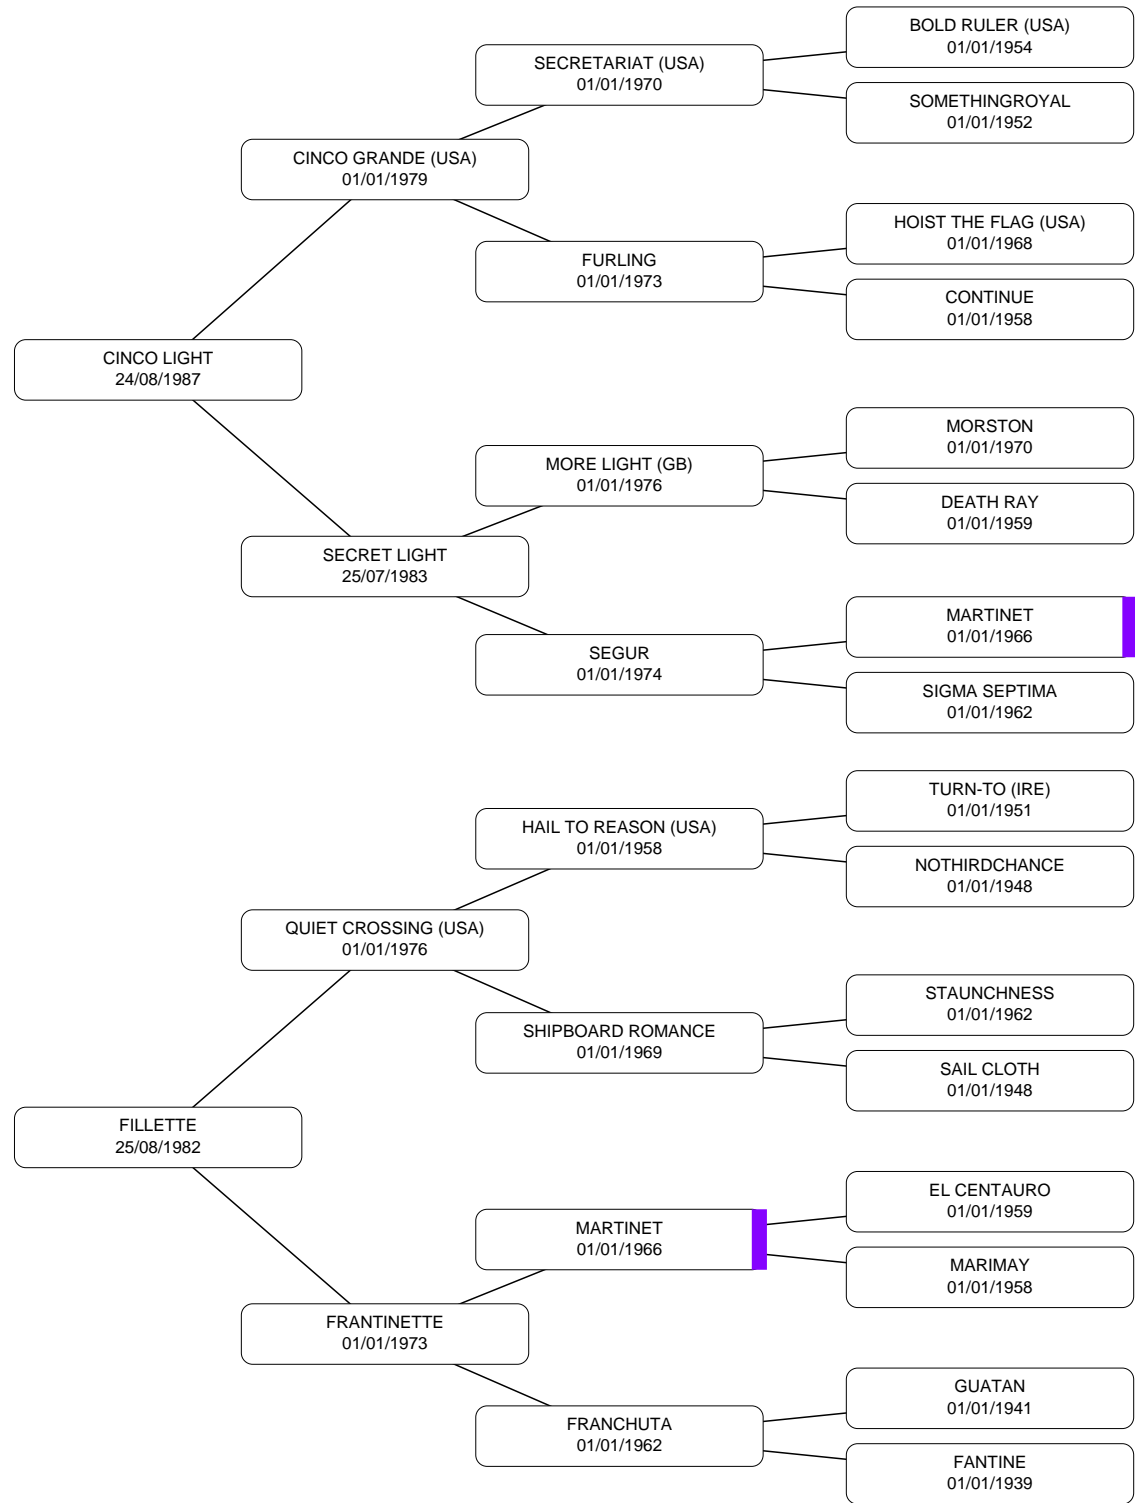 BOLD RULER (USA)
01/01/1954
SECRETARIAT (USA)
01/01/1970
SOMETHINGROYAL
01/01/1952
CINCO GRANDE (USA)
01/01/1979
HOIST THE FLAG (USA)
01/01/1968
FURLING
01/01/1973
CONTINUE
01/01/1958
CINCO LIGHT
24/08/1987
MORSTON
01/01/1970
MORE LIGHT (GB)
01/01/1976
DEATH RAY
01/01/1959
SECRET LIGHT
25/07/1983
MARTINET
01/01/1966
SEGUR
01/01/1974
SIGMA SEPTIMA
01/01/1962
TURN-TO (IRE)
01/01/1951
HAIL TO REASON (USA)
01/01/1958
NOTHIRDCHANCE
01/01/1948
QUIET CROSSING (USA)
01/01/1976
STAUNCHNESS
01/01/1962
SHIPBOARD ROMANCE
01/01/1969
SAIL CLOTH
01/01/1948
FILLETTE
25/08/1982
EL CENTAURO
01/01/1959
MARTINET
01/01/1966
MARIMAY
01/01/1958
FRANTINETTE
01/01/1973
GUATAN
01/01/1941
FRANCHUTA
01/01/1962
FANTINE
01/01/1939